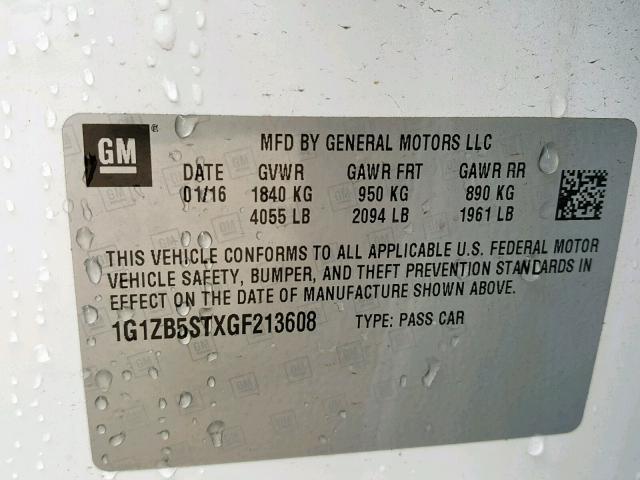 GM ® MFD BY GENERAL MOTORS LLC
DATE GVWR GAWR FRT GAWR RR
01/16 1840 KG 950 KG 890 KG
4055 LB 2094 LB 1961 LB
THIS VEHICLE CONFORMS TO ALL APPLICABLE U.S. FEDERAL MOTOR
VEHICLE SAFETY, BUMPER, AND THEFT PREVENTION STANDARDS IN
EFFECT ON THE DATE OF MANUFACTURE SHOWN ABOVE.
1G1ZB5STXGF213608 TYPE: PASS CAR